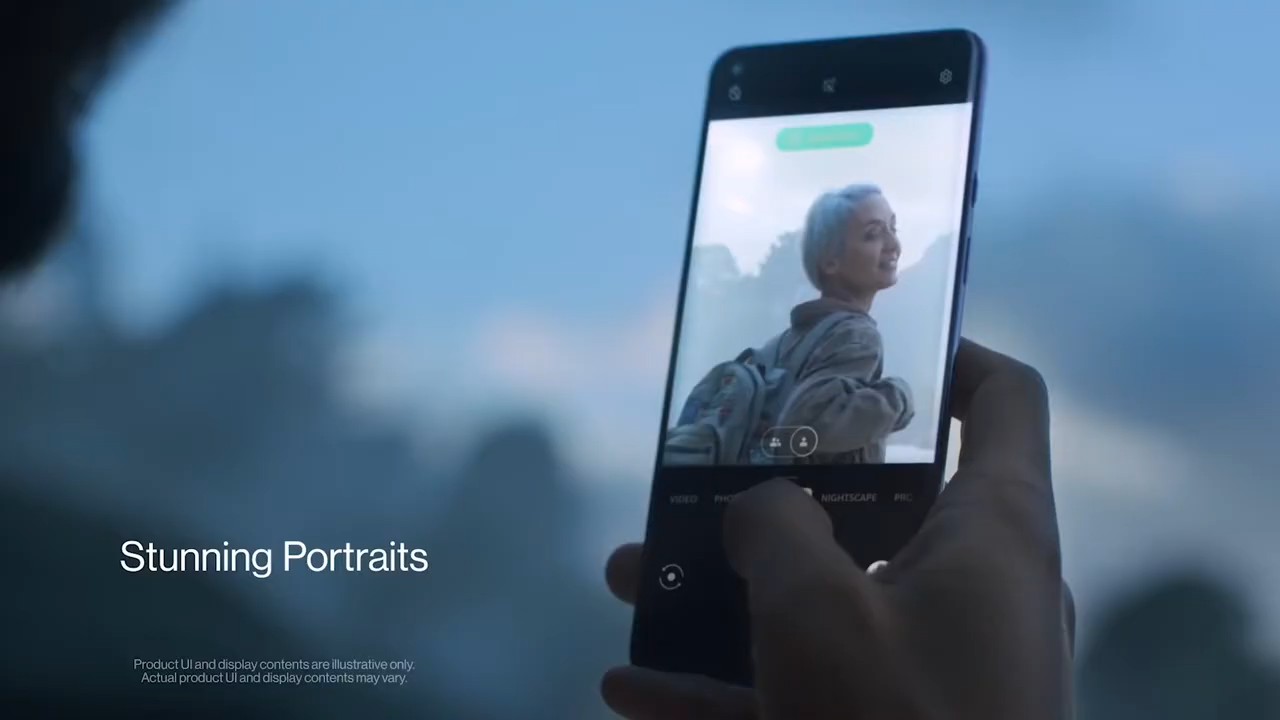 VIDEO NIGHTSCAPE
Stunning Portraits
Product UI and display contents are illustrative only.
Actual product UI and display contents may vary.